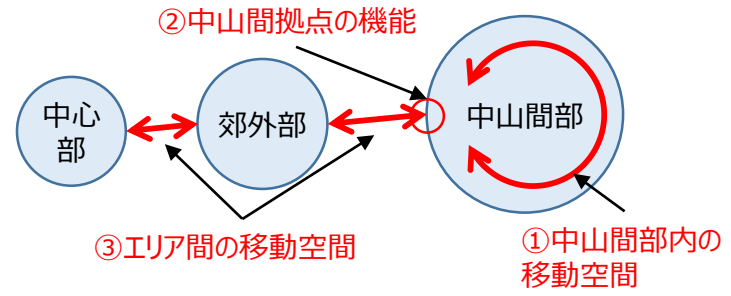 ②中山間拠点の機能
中心
部
郊外部
中山間部
③エリア間の移動空間
①中山間部内の
移動空間